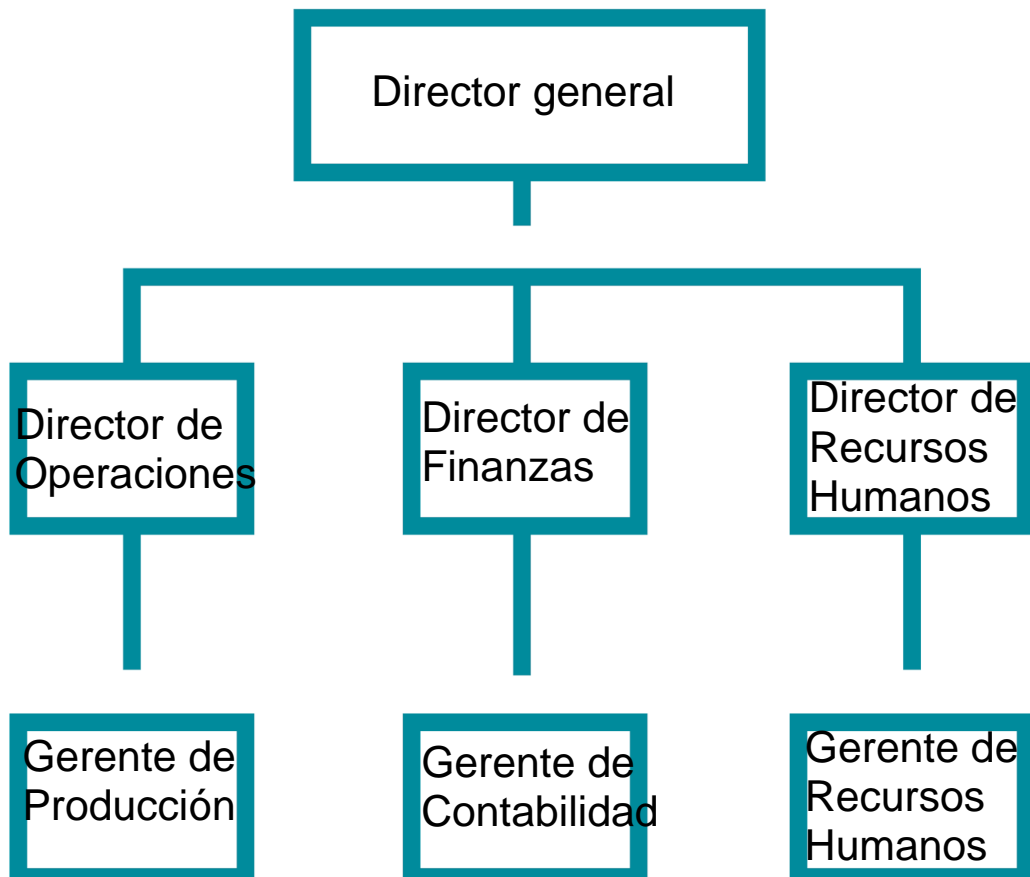 Director general
Director de
Operaciones
Director de
Finanzas
Director de
Recursos
Humanos
Gerente de
Producción
Gerente de
Contabilidad
Gerente de
Recursos
Humanos